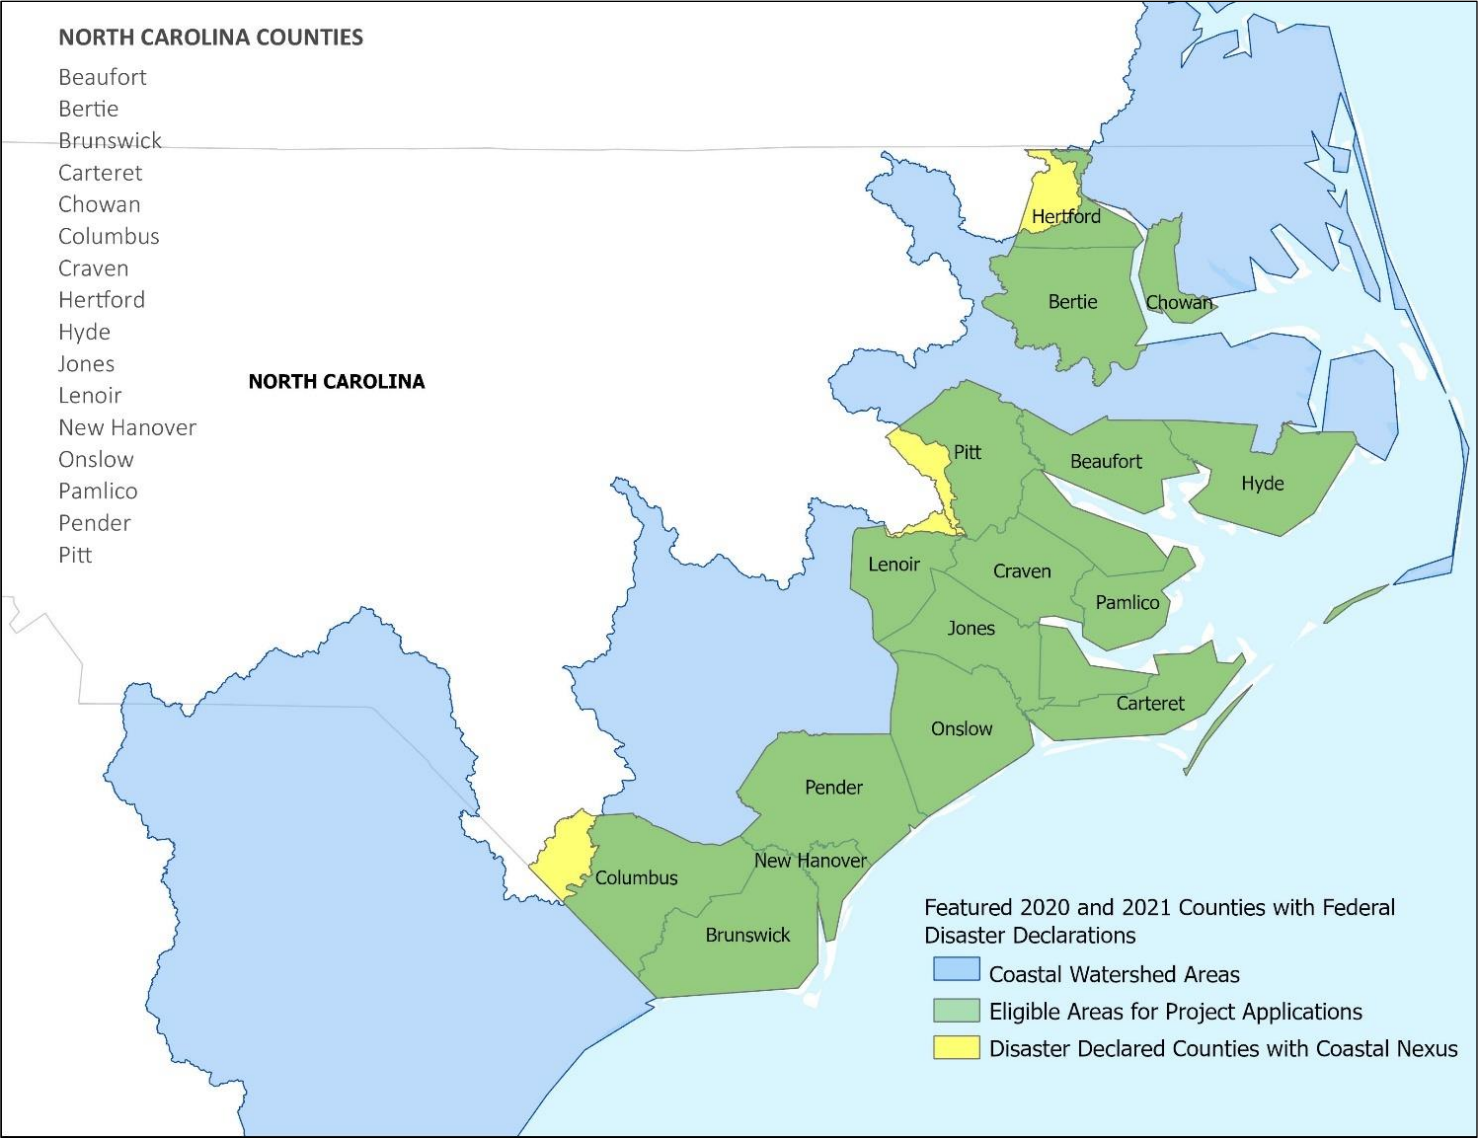 NORTH CAROLINA COUNTIES
Beaufort
Bertie
Brunswick
Carteret
Chowan
Columbus
Craven
Hertford
Hyde
Jones
Lenoir
New Hanover
Onslow
Pamlico
Pender
Pitt
NORTH CAROLINA
Hertford
Bertie
Chowan
Pitt
Beaufort
Hyde
Lenoir
Craven
Pamlico
Jones
Carteret
Onslow
Pender
New Hanover
Columbus
Brunswick
Featured 2020 and 2021 Counties with Federal
Disaster Declarations
Coastal Watershed Areas
Eligible Areas for Project Applications
Disaster Declared Counties with Coastal Nexus